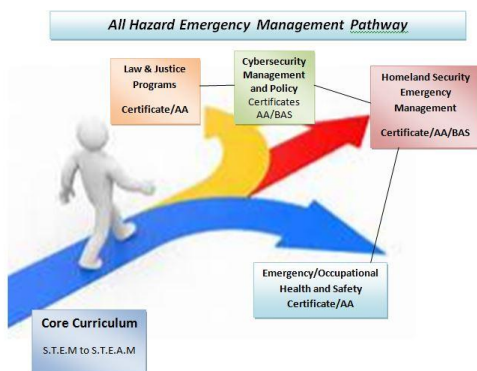 All Hazard Emergency Management Pathway
Law & Justice
Programs
Certificate/AA
Cybersecurity
Management
and Policy
Certificates
AA/BAS
Homeland Security
Emergency
Management
Certificate/AA/BAS
Emergency/Occupational
Health and Safety
Certificate/AA
Core Curriculum
S.T.E.M to S.T.E.A.M